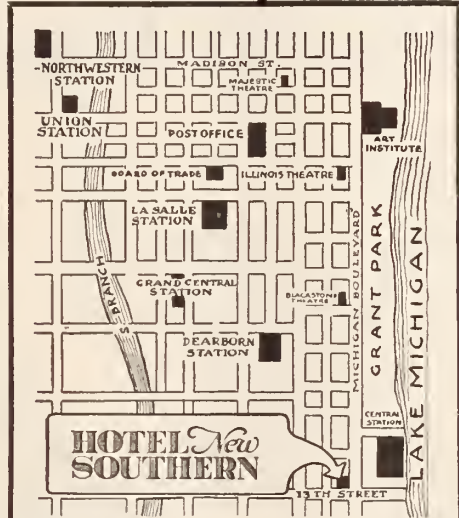 MADISON ST.
NORTHWESTERN
STATION
MAJESTIC
THEATRE
UNION
STATION
POST OFFICE
ART
INSTITUTE
BOARD OF TRADE
ILLINOIS THEATRE
LA SALLE
STATION
MICHIGAN BOULEVARD
GRANT PARK
LAKE MICHIGAN
S. BRANCH
GRAND CENTRAL
STATION
BLACKSTONE
THEATRE
DEARBORN
STATION
CENTRAL
STATION
HOTEL New
SOUTHERN
13TH STREET